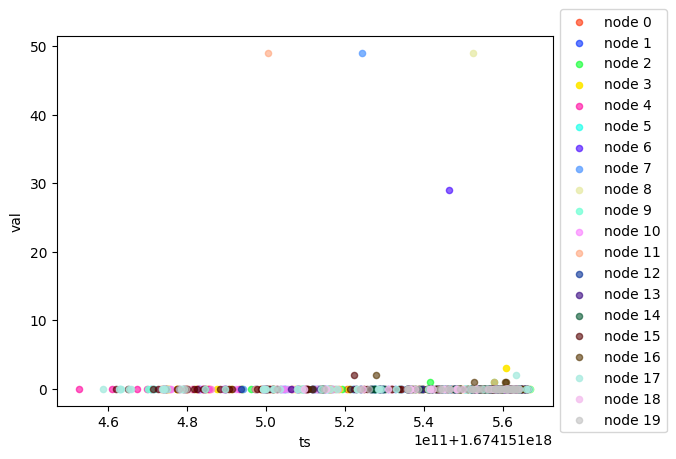 50
40
30
20
10
0
val
4.6 4.8 5.0 5.2 5.4 5.6
ts
1e11+1.674151e18
node 0
node 1
node 2
node 3
node 4
node 5
node 6
node 7
node 8
node 9
node 10
node 11
node 12
node 13
node 14
node 15
node 16
node 17
node 18
node 19